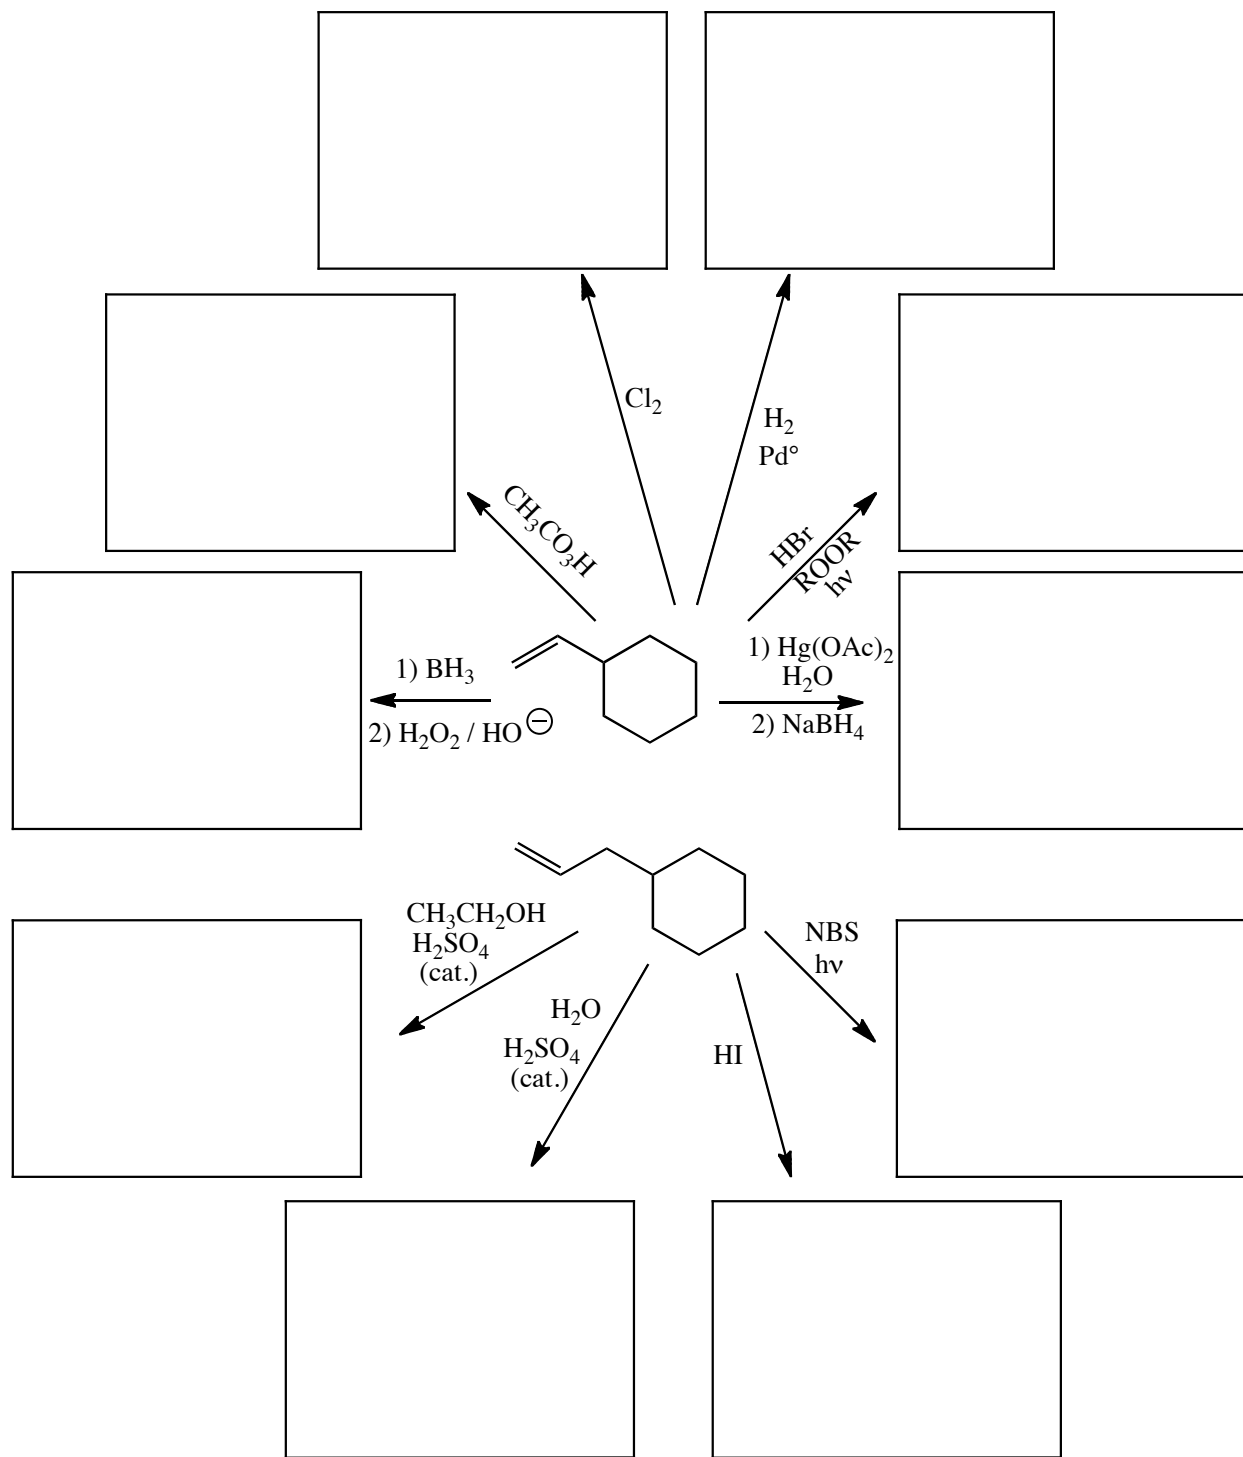 Cl₂
H₂
Pd°
CH₃CO₃H
HBr
ROOR
hν
1) BH₃
2) H₂O₂ / HO⊖
1) Hg(OAc)₂
H₂O
2) NaBH₄
CH₃CH₂OH
H₂SO₄
(cat.)
H₂O
H₂SO₄
(cat.)
HI
NBS
hν